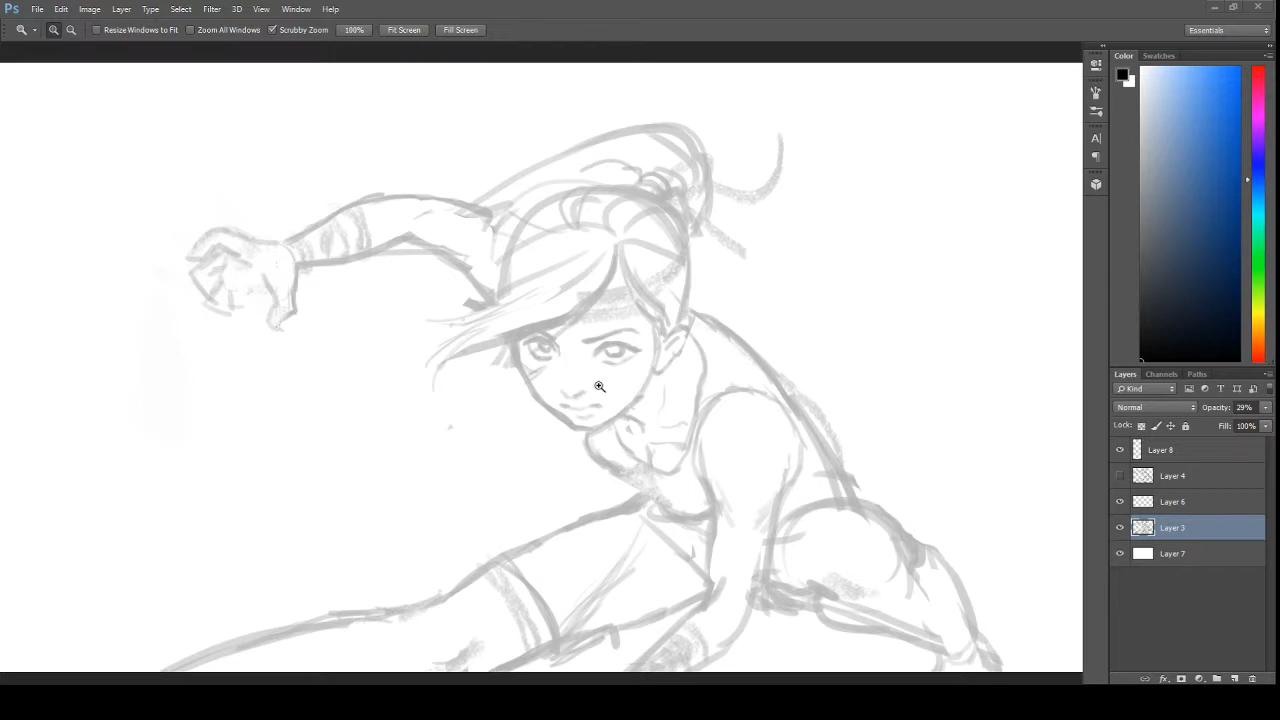 Ps File Edit Image Layer Type Select Filter 3D View Window Help
Resize Windows to Fit Zoom All Windows Scrubby Zoom 100% Fit Screen Fill Screen Essentials
Color Swatches
Layers Channels Paths
Kind
Normal Opacity: 29%
Lock: Fill: 100%
Layer 8
Layer 4
Layer 6
Layer 3
Layer 7